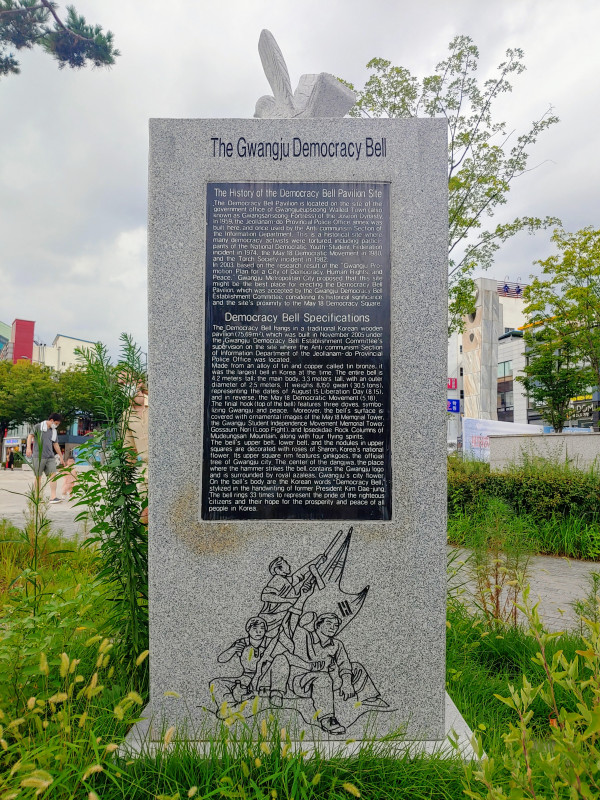 The Gwangju Democracy Bell
The History of the Democracy Bell Pavilion Site
The Democracy Bell Pavilion is located on the site of the
government office of Gwangjueupseong Walled Town (also
known as Gwangsanseong Fortress) of the Joseon Dynasty.
In 1959, the Jeollanam-do Provincial Police Office annex was
built here, and once used by the Anti-communism Section of
the Information Department. This is a historical site where
many democracy activists were tortured, including partici-
pants of the National Democratic Youth Student Federation
incident in 1974, the May 18 Democratic Movement in 1980,
and the Torch Society incident in 1982.
In 2003, based on the research result of the "Gwangju Pro-
motion Plan for a City of Democracy, Human Rights, and
Peace," Gwangju Metropolitan City proposed that this site
might be the best place for erecting the Democracy Bell
Pavilion, which was accepted by the Gwangju Democracy Bell
Establishment Committee, considering its historical significance
and the site's proximity to the May 18 Democracy Square.
Democracy Bell Specifications
The Democracy Bell hangs in a traditional Korean wooden
pavilion (75.69m²), which was built in November 2005 under
the Gwangju Democracy Bell Establishment Committee's
supervision on the site where the Anti-communism Section
of Information Department of the Jeollanam-do Provincial
Police Office was located.
Made from an alloy of tin and copper called tin bronze, it
was the largest bell in Korea at the time. The entire bell is
4.2 meters tall; the main body, 3.3 meters tall, with an outer
diameter of 2.5 meters. It weighs 8,150 gwan (30.5 tons),
representing the dates of August 15 Liberation Day (8.15),
and in reverse, the May 18 Democratic Movement (5.18).
The finial hook (top of the bell) features three doves, symbo-
lizing Gwangju and peace. Moreover, the bell's surface is
covered with ornamental images of the May 18 Memorial Tower,
the Gwangju Student Independence Movement Memorial Tower,
Gossaum Nori (Loop Fight), and Ipseokdae Rock Columns of
Mudeungsan Mountain, along with four flying spirits.
The bell's upper belt, lower belt, and the nodules in upper
squares are decorated with roses of Sharon, Korea's national
flower. Its upper rim features ginkgoes, the official
tree of Gwangju city. The center of the dangjwa, the place
where the hammer strikes the bell contains the Gwangju logo
and is surrounded by royal azaleas, Gwangju's city flower.
On the bell's body are the Korean words "Democracy Bell,"
stylized in the handwriting of former President Kim Dae-jung.
The bell rings 33 times to represent the pride of the righteous
citizens and their hope for the prosperity and peace of all
people in Korea.